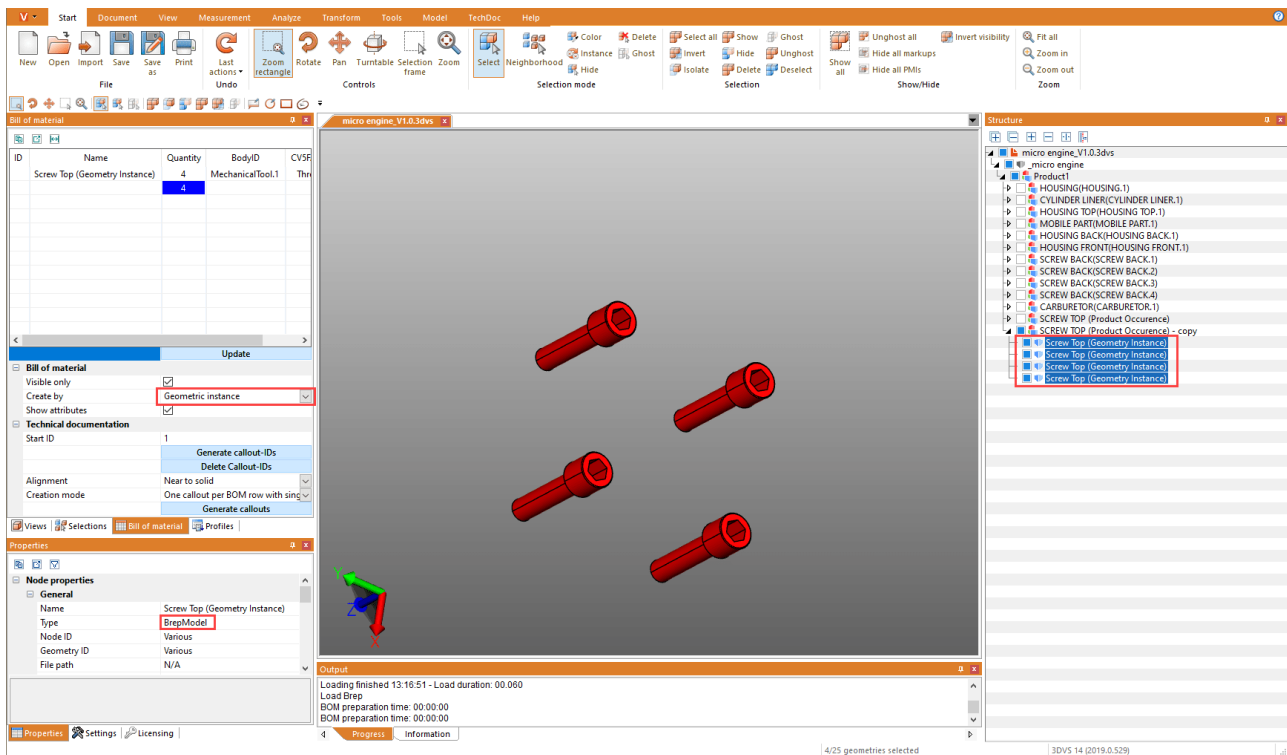 V Start Document View Measurement Analyze Transform Tools Model TechDoc Help
New Open Import Save Save as Print
File
Last actions
Undo
Zoom rectangle Rotate Pan Turntable Selection frame Zoom
Controls
Select Neighborhood
Color Delete
Instance Ghost
Hide
Selection mode
Select all Show Ghost
Invert Hide Unghost
Isolate Delete Deselect
Selection
Show all
Unghost all Invert visibility
Hide all markups
Hide all PMIs
Show/Hide
Fit all
Zoom in
Zoom out
Zoom
Bill of material
ID Name Quantity BodyID CV5F
Screw Top (Geometry Instance) 4 MechanicalTool.1 Thr
4
Update
Bill of material
Visible only
Create by Geometric instance
Show attributes
Technical documentation
Start ID 1
Generate callout-IDs
Delete Callout-IDs
Alignment Near to solid
Creation mode One callout per BOM row with sing
Generate callouts
Views Selections Bill of material Profiles
Properties
Node properties
General
Name Screw Top (Geometry Instance)
Type BrepModel
Node ID Various
Geometry ID Various
File path N/A
Properties Settings Licensing
micro engine_V1.0.3dvs
Y
Z
X
Output
Loading finished 13:16:51 - Load duration: 00.060
Load Brep
BOM preparation time: 00:00:00
BOM preparation time: 00:00:00
Progress Information
Structure
micro engine_V1.0.3dvs
_micro engine
Product1
HOUSING(HOUSING.1)
CYLINDER LINER(CYLINDER LINER.1)
HOUSING TOP(HOUSING TOP.1)
MOBILE PART(MOBILE PART.1)
HOUSING BACK(HOUSING BACK.1)
HOUSING FRONT(HOUSING FRONT.1)
SCREW BACK(SCREW BACK.1)
SCREW BACK(SCREW BACK.2)
SCREW BACK(SCREW BACK.3)
SCREW BACK(SCREW BACK.4)
CARBURETOR(CARBURETOR.1)
SCREW TOP (Product Occurence)
SCREW TOP (Product Occurence) - copy
Screw Top (Geometry Instance)
Screw Top (Geometry Instance)
Screw Top (Geometry Instance)
Screw Top (Geometry Instance)
4/25 geometries selected
3DVS 14 (2019.0.529)